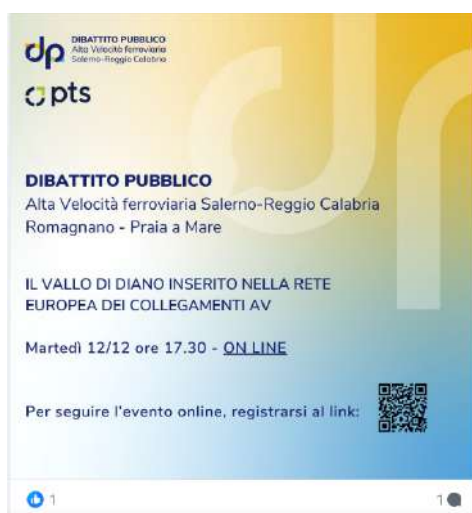 dp DIBATTITO PUBBLICO
Alta Velocità ferroviaria
Salerno-Reggio Calabria
pts
DIBATTITO PUBBLICO
Alta Velocità ferroviaria Salerno-Reggio Calabria
Romagnano - Praia a Mare
IL VALLO DI DIANO INSERITO NELLA RETE
EUROPEA DEI COLLEGAMENTI AV
Martedì 12/12 ore 17.30 - ON LINE
Per seguire l'evento online, registrarsi al link:
1 1